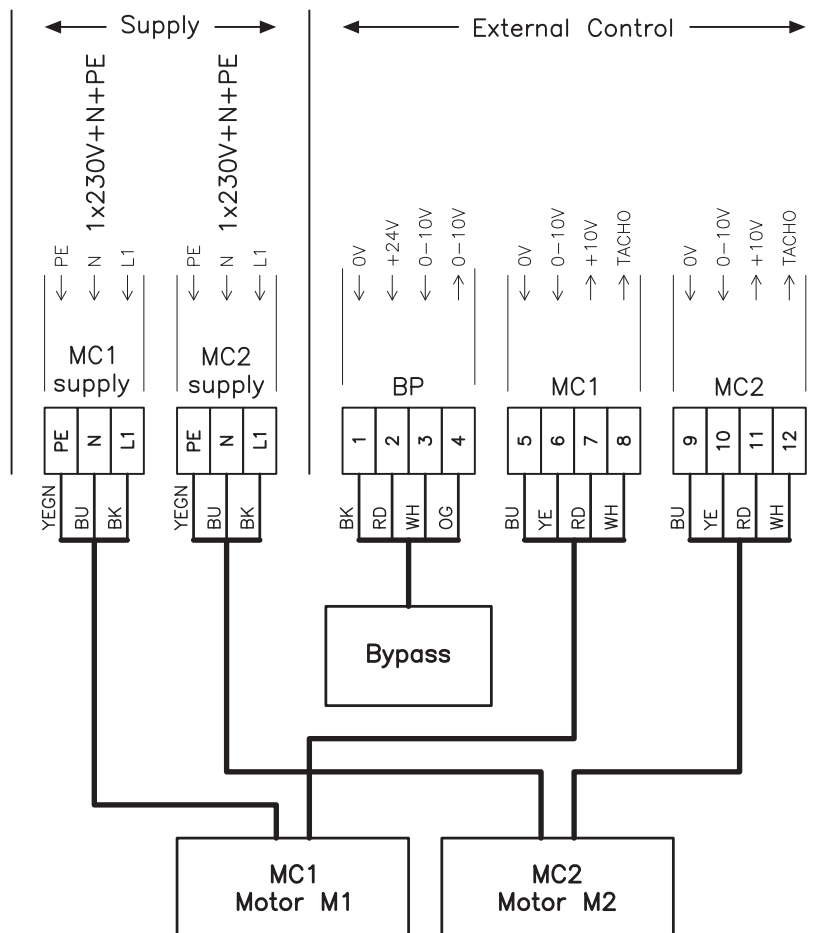 Supply
External Control
1x230V+N+PE
1x230V+N+PE
PE
N
L1
PE
N
L1
0V
+24V
0-10V
0-10V
0V
0-10V
+10V
TACHO
0V
0-10V
+10V
TACHO
MC1
supply
MC2
supply
BP
MC1
MC2
PE
N
L1
PE
N
L1
1
2
3
4
5
6
7
8
9
10
11
12
YEGN
BU
BK
YEGN
BU
BK
BK
RD
WH
OG
BU
YE
RD
WH
BU
YE
RD
WH
Bypass
MC1
Motor M1
MC2
Motor M2